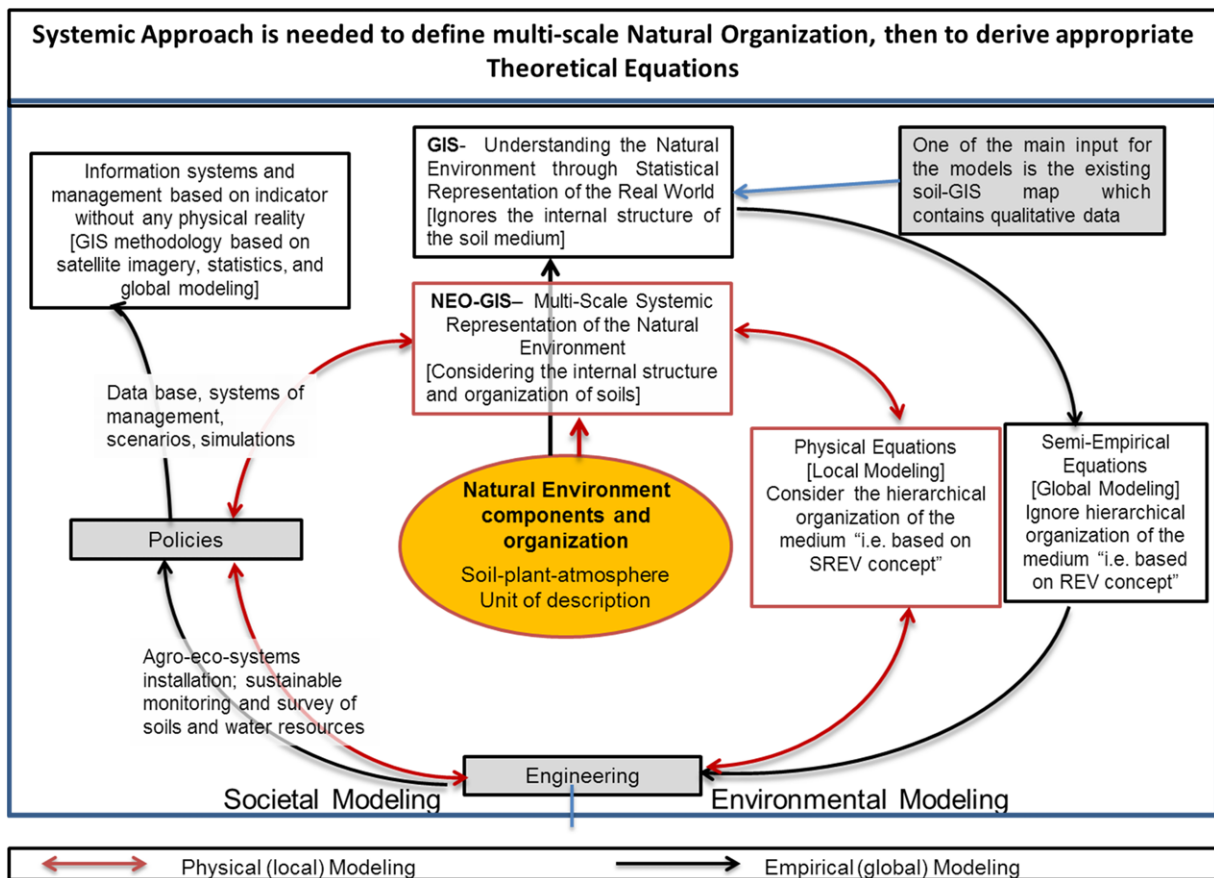 Systemic Approach is needed to define multi-scale Natural Organization, then to derive appropriate
Theoretical Equations
Information systems and
management based on indicator
without any physical reality
[GIS methodology based on
satellite imagery, statistics, and
global modeling]
GIS- Understanding the Natural
Environment through Statistical
Representation of the Real World
[Ignores the internal structure of
the soil medium]
One of the main input for
the models is the existing
soil-GIS map which
contains qualitative data
NEO-GIS– Multi-Scale Systemic
Representation of the Natural
Environment
[Considering the internal structure
and organization of soils]
Data base, systems of
management,
scenarios, simulations
Natural Environment
components and
organization
Soil-plant-atmosphere
Unit of description
Physical Equations
[Local Modeling]
Consider the hierarchical
organization of the
medium “i.e. based on
SREV concept”
Semi-Empirical
Equations
[Global Modeling]
Ignore hierarchical
organization of the
medium “i.e. based
on REV concept”
Policies
Agro-eco-systems
installation; sustainable
monitoring and survey of
soils and water resources
Engineering
Societal Modeling
Environmental Modeling
Physical (local) Modeling
Empirical (global) Modeling